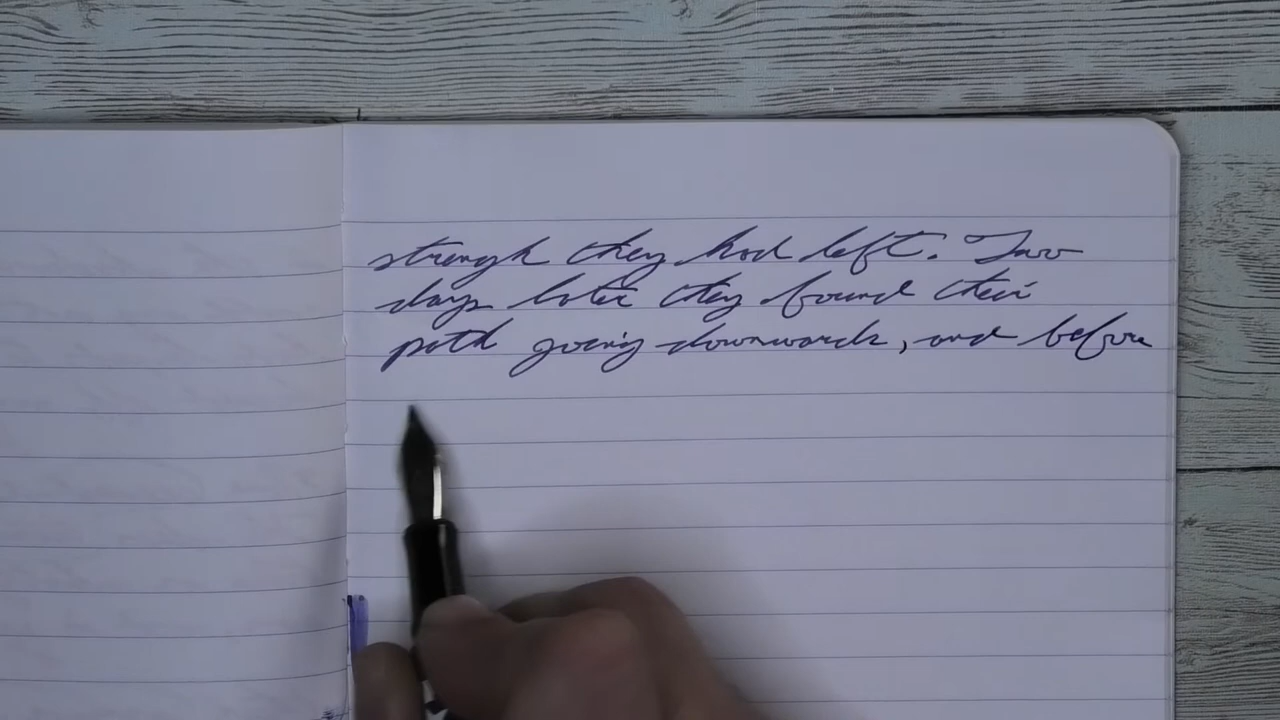 strength they had left. Two
days later they found their
path going downwards, and before